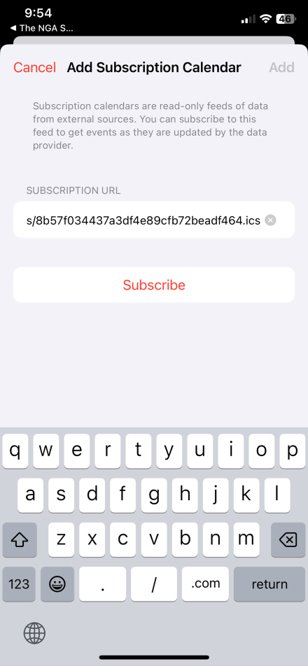 9:54
46
◀ The NGA S...
Cancel
Add Subscription Calendar
Add
Subscription calendars are read-only feeds of data
from external sources. You can subscribe to this
feed to get events as they are updated by the data
provider.
SUBSCRIPTION URL
s/8b57f034437a3df4e89cfb72beadf464.ics
Subscribe
q w e r t y u i o p
a s d f g h j k l
z x c v b n m
123 . / .com return